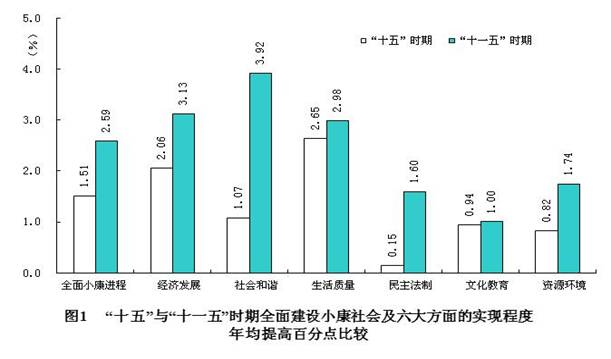 5.0
(%)
4.0
3.0
2.0
1.0
0.0
“十五”时期
“十一五”时期
1.51
2.59
2.06
3.13
1.07
3.92
2.65
2.98
0.15
1.60
0.94
1.00
0.82
1.74
全面小康进程
经济发展
社会和谐
生活质量
民主法制
文化教育
资源环境
图1 “十五”与“十一五”时期全面建设小康社会及六大方面的实现程度
年均提高百分点比较